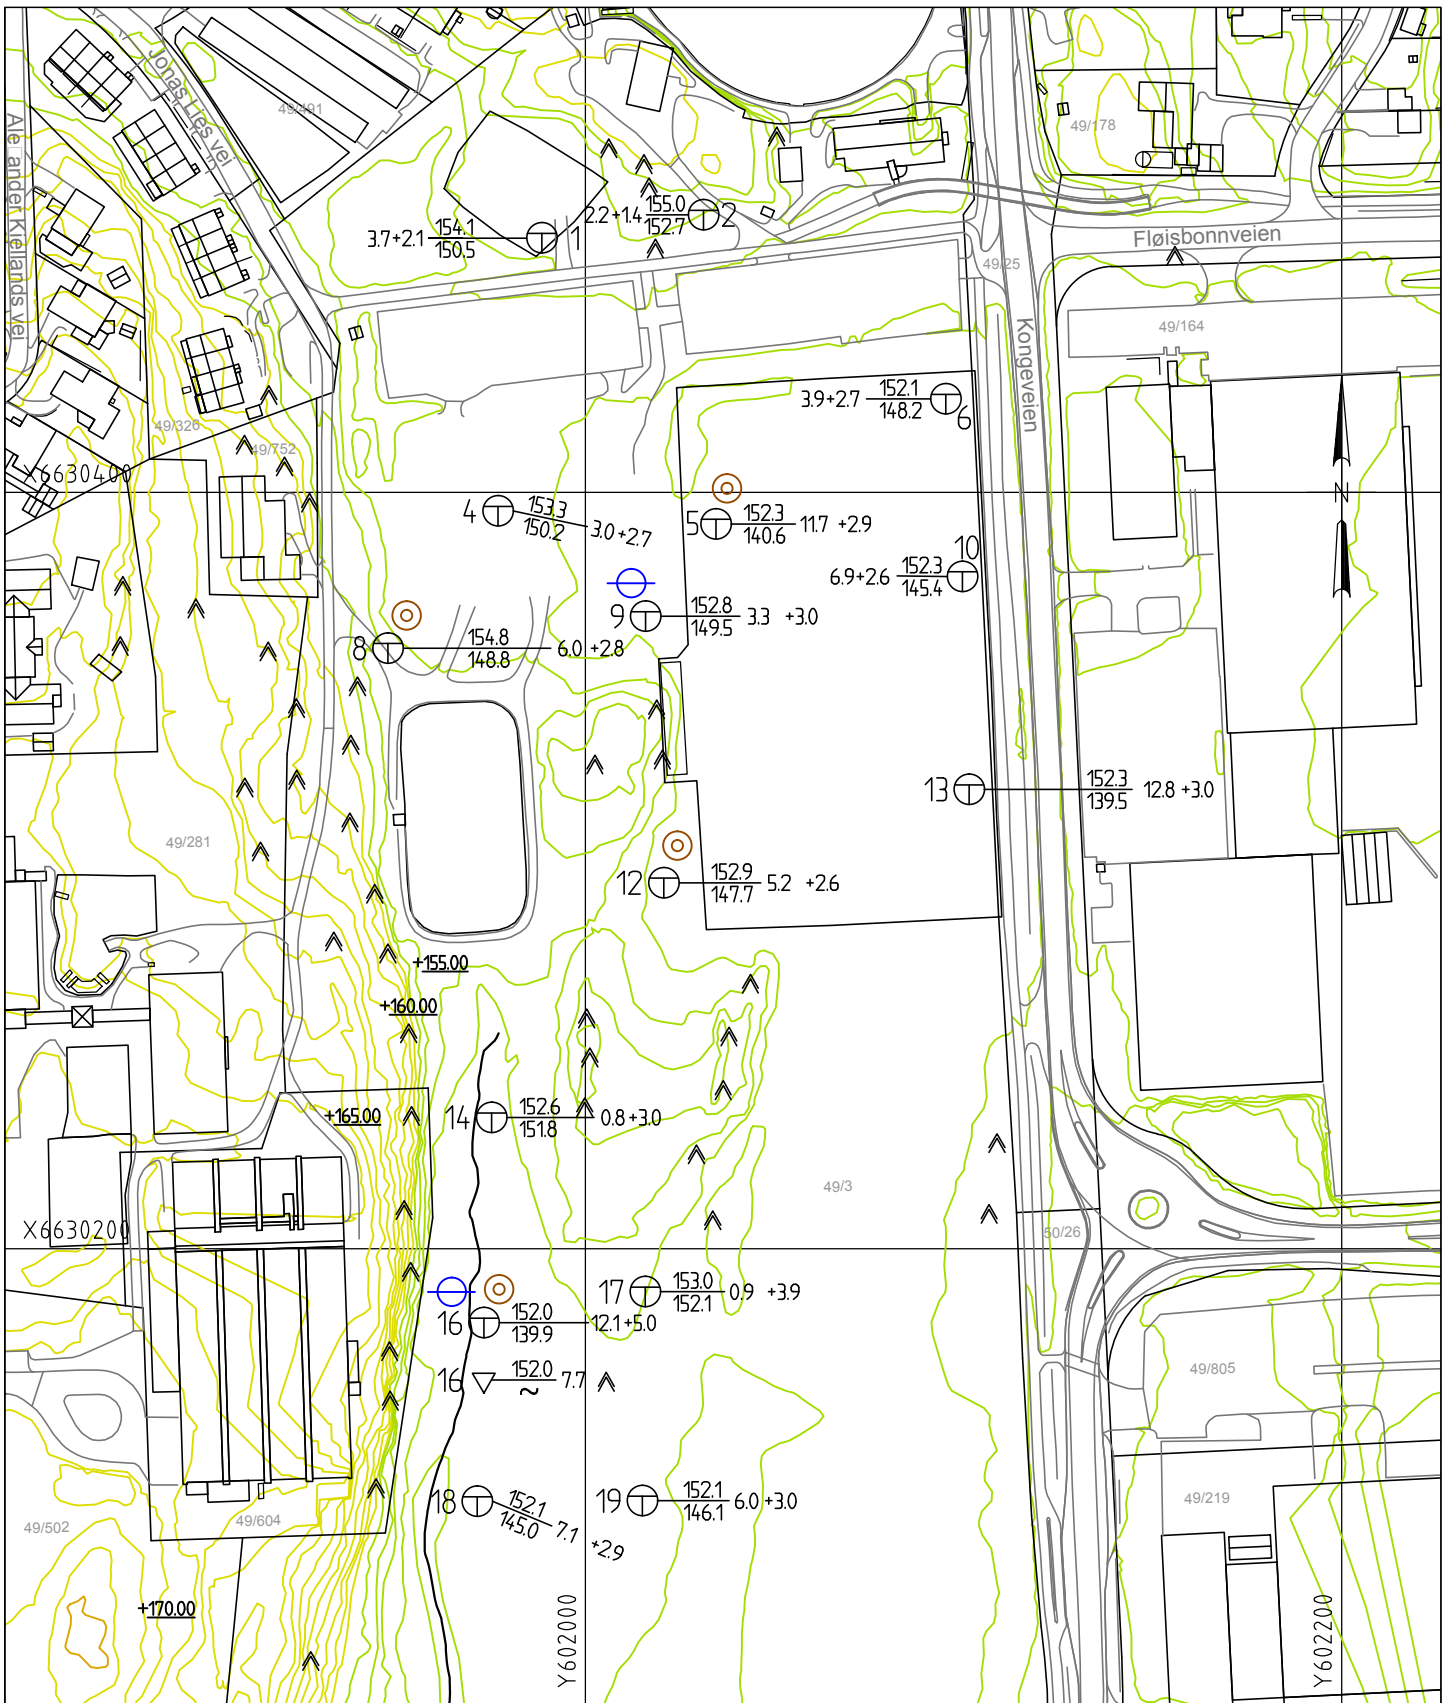 Jonas Lies vei
49/491
49/178
Ale ander Kiellands vei
2.2+1.4 155.0 2
152.7
3.7+2.1 154.1 1
150.5
Fløisbonnveien
49/25
49/164
Kongeveien
3.9+2.7 152.1
148.2 6
49/326
49/752
X6630400
N
4 153.3 3.0+2.7
150.2
5 152.3 11.7 +2.9
140.6
10
6.9+2.6 152.3
145.4
9 152.8 3.3 +3.0
149.5
8 154.8 6.0 +2.8
148.8
13 152.3 12.8 +3.0
139.5
49/281
12 152.9 5.2 +2.6
147.7
+155.00
+160.00
+165.00
14 152.6 0.8+3.0
151.8
49/3
X6630200
50/26
17 153.0 0.9 +3.9
152.1
16 152.0 12.1+5.0
139.9
16 152.0 7.7
~
49/805
18 152.1 7.1 +2.9
145.0
19 152.1 6.0 +3.0
146.1
49/219
49/502
49/604
+170.00
Y602000
Y602200